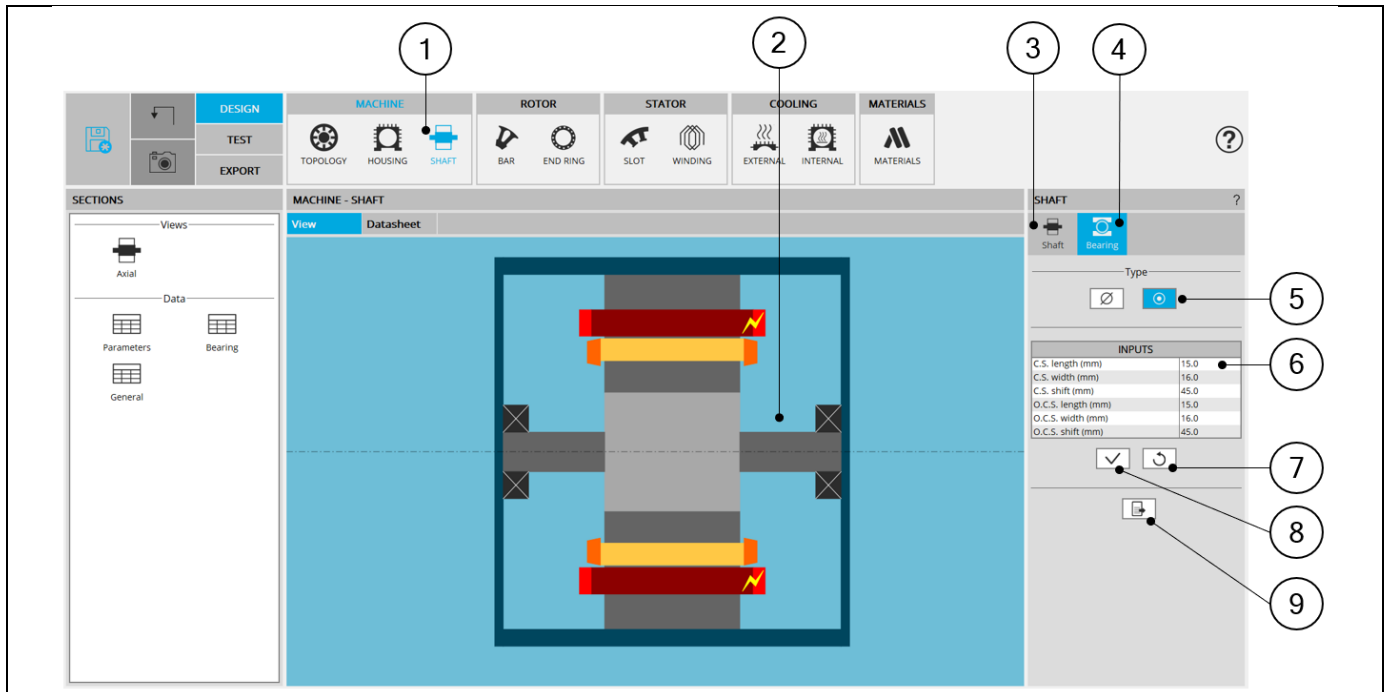 1
2
3
4
DESIGN
MACHINE
ROTOR
STATOR
COOLING
MATERIALS
TEST
EXPORT
TOPOLOGY
HOUSING
SHAFT
BAR
END RING
SLOT
WINDING
EXTERNAL
INTERNAL
MATERIALS
?
SECTIONS
MACHINE - SHAFT
SHAFT
?
Views
View
Datasheet
Shaft
Bearing
Axial
Type
5
Data
Parameters
Bearing
General
INPUTS
C.S. length (mm) 15.0
C.S. width (mm) 16.0
C.S. shift (mm) 45.0
O.C.S. length (mm) 15.0
O.C.S. width (mm) 16.0
O.C.S. shift (mm) 45.0
6
7
8
9